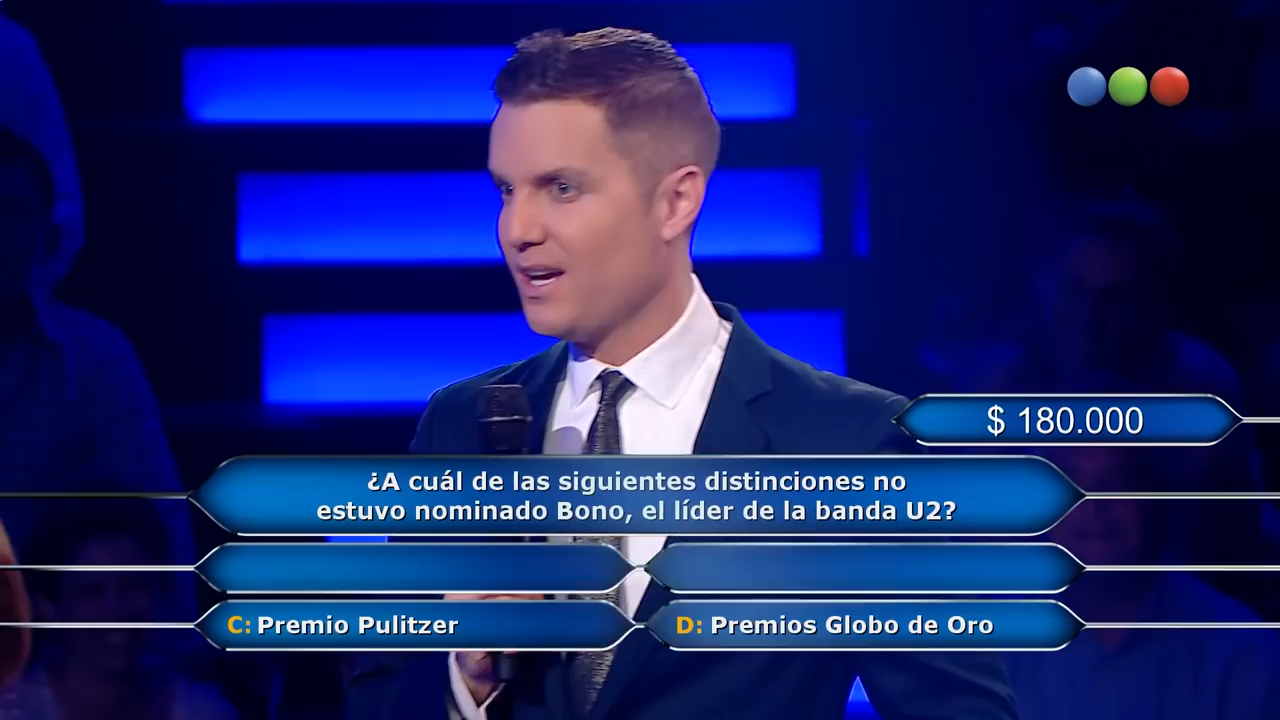 $ 180.000
¿A cuál de las siguientes distinciones no
estuvo nominado Bono, el líder de la banda U2?
C: Premio Pulitzer
D: Premios Globo de Oro